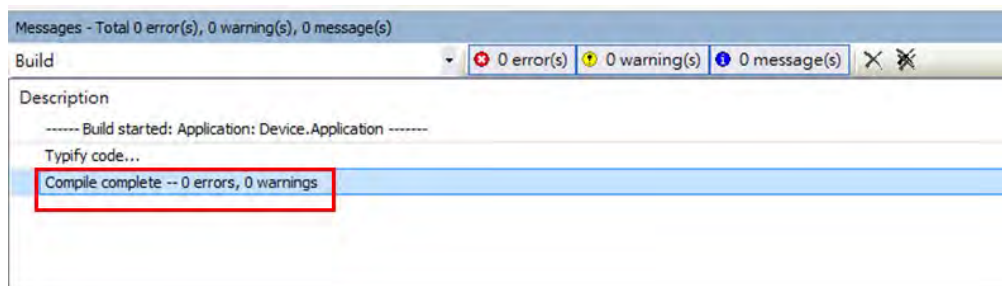 Messages - Total 0 error(s), 0 warning(s), 0 message(s)
Build 0 error(s) 0 warning(s) 0 message(s)
Description
------ Build started: Application: Device.Application -------
Typify code...
Compile complete -- 0 errors, 0 warnings